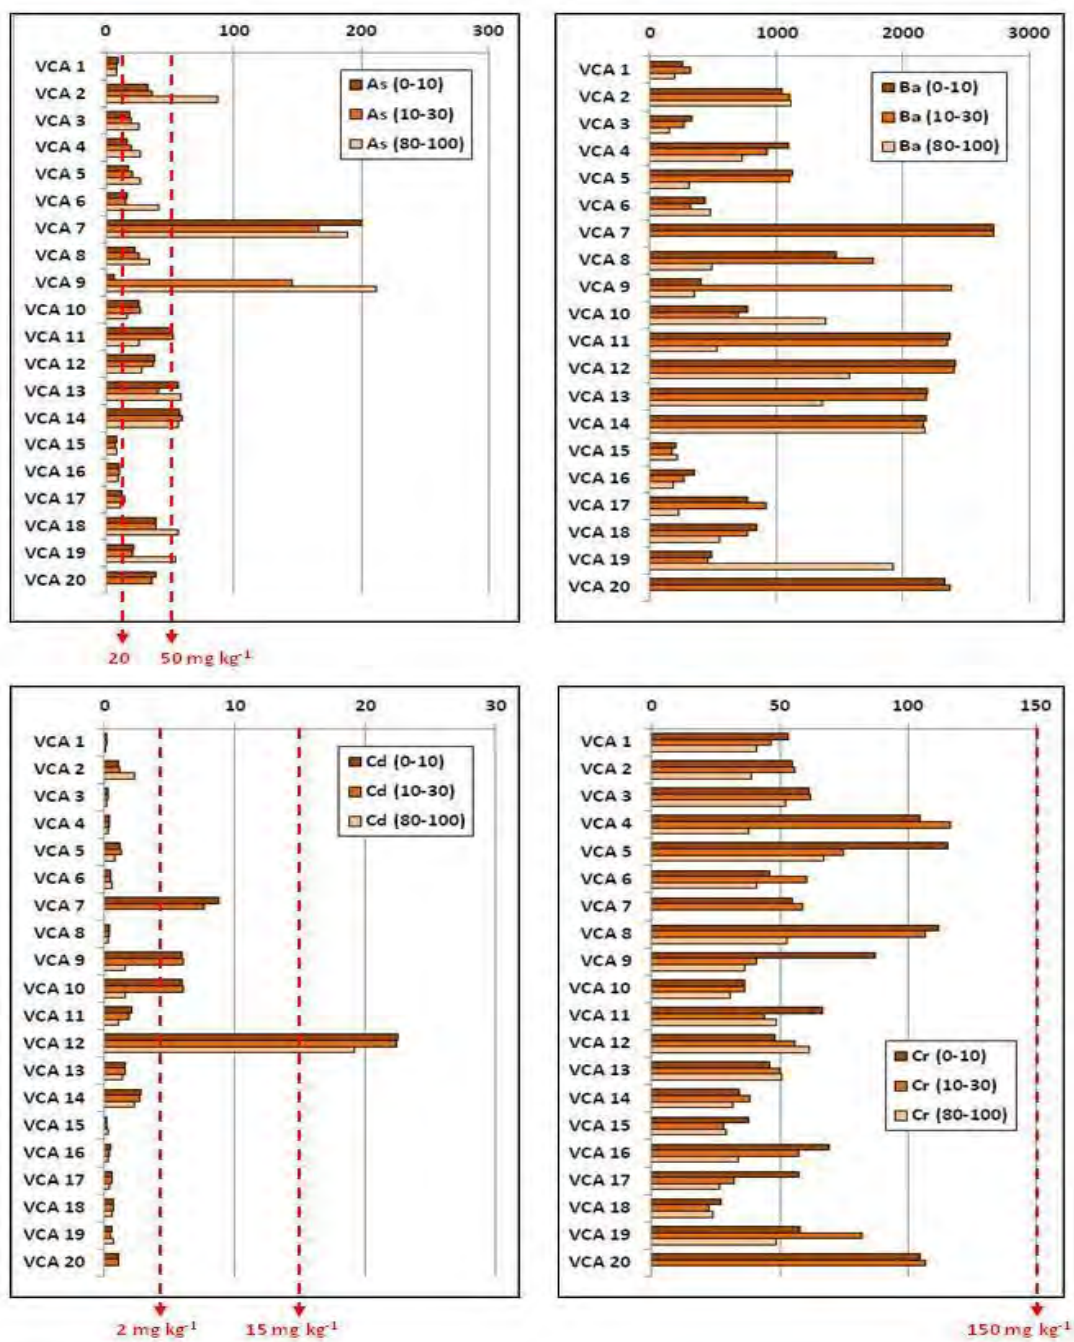 0 100 200 300
VCA 1
VCA 2
VCA 3
VCA 4
VCA 5
VCA 6
VCA 7
VCA 8
VCA 9
VCA 10
VCA 11
VCA 12
VCA 13
VCA 14
VCA 15
VCA 16
VCA 17
VCA 18
VCA 19
VCA 20
As (0-10)
As (10-30)
As (80-100)
20 50 mg kg⁻¹
0 1000 2000 3000
VCA 1
VCA 2
VCA 3
VCA 4
VCA 5
VCA 6
VCA 7
VCA 8
VCA 9
VCA 10
VCA 11
VCA 12
VCA 13
VCA 14
VCA 15
VCA 16
VCA 17
VCA 18
VCA 19
VCA 20
Ba (0-10)
Ba (10-30)
Ba (80-100)
0 10 20 30
VCA 1
VCA 2
VCA 3
VCA 4
VCA 5
VCA 6
VCA 7
VCA 8
VCA 9
VCA 10
VCA 11
VCA 12
VCA 13
VCA 14
VCA 15
VCA 16
VCA 17
VCA 18
VCA 19
VCA 20
Cd (0-10)
Cd (10-30)
Cd (80-100)
2 mg kg⁻¹ 15 mg kg⁻¹
0 50 100 150
VCA 1
VCA 2
VCA 3
VCA 4
VCA 5
VCA 6
VCA 7
VCA 8
VCA 9
VCA 10
VCA 11
VCA 12
VCA 13
VCA 14
VCA 15
VCA 16
VCA 17
VCA 18
VCA 19
VCA 20
Cr (0-10)
Cr (10-30)
Cr (80-100)
150 mg kg⁻¹